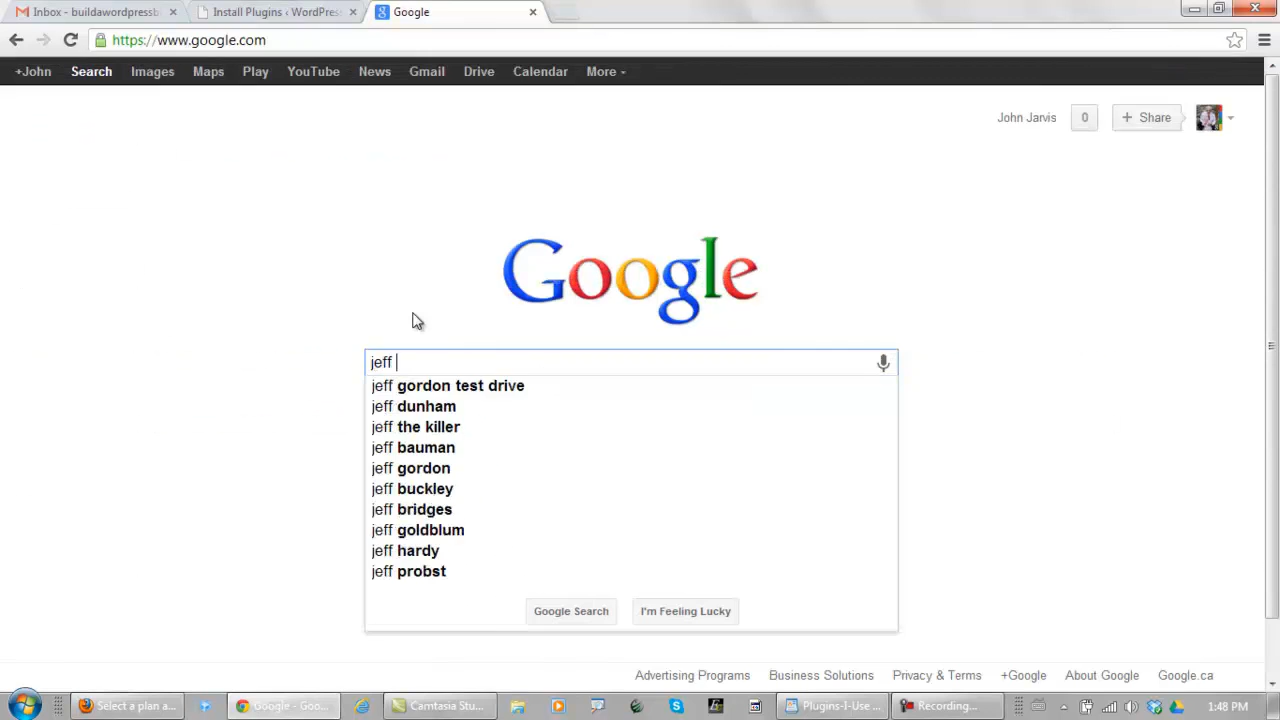 Inbox - buildawordpressb
Install Plugins ‹ WordPres
Google
https://www.google.com
+John Search Images Maps Play YouTube News Gmail Drive Calendar More
John Jarvis 0 + Share
Google
jeff
jeff gordon test drive
jeff dunham
jeff the killer
jeff bauman
jeff gordon
jeff buckley
jeff bridges
jeff goldblum
jeff hardy
jeff probst
Google Search I'm Feeling Lucky
Advertising Programs Business Solutions Privacy & Terms +Google About Google Google.ca
Select a plan a... Google - Goo... Camtasia Stu... Plugins-I-Use ... Recording... 1:48 PM